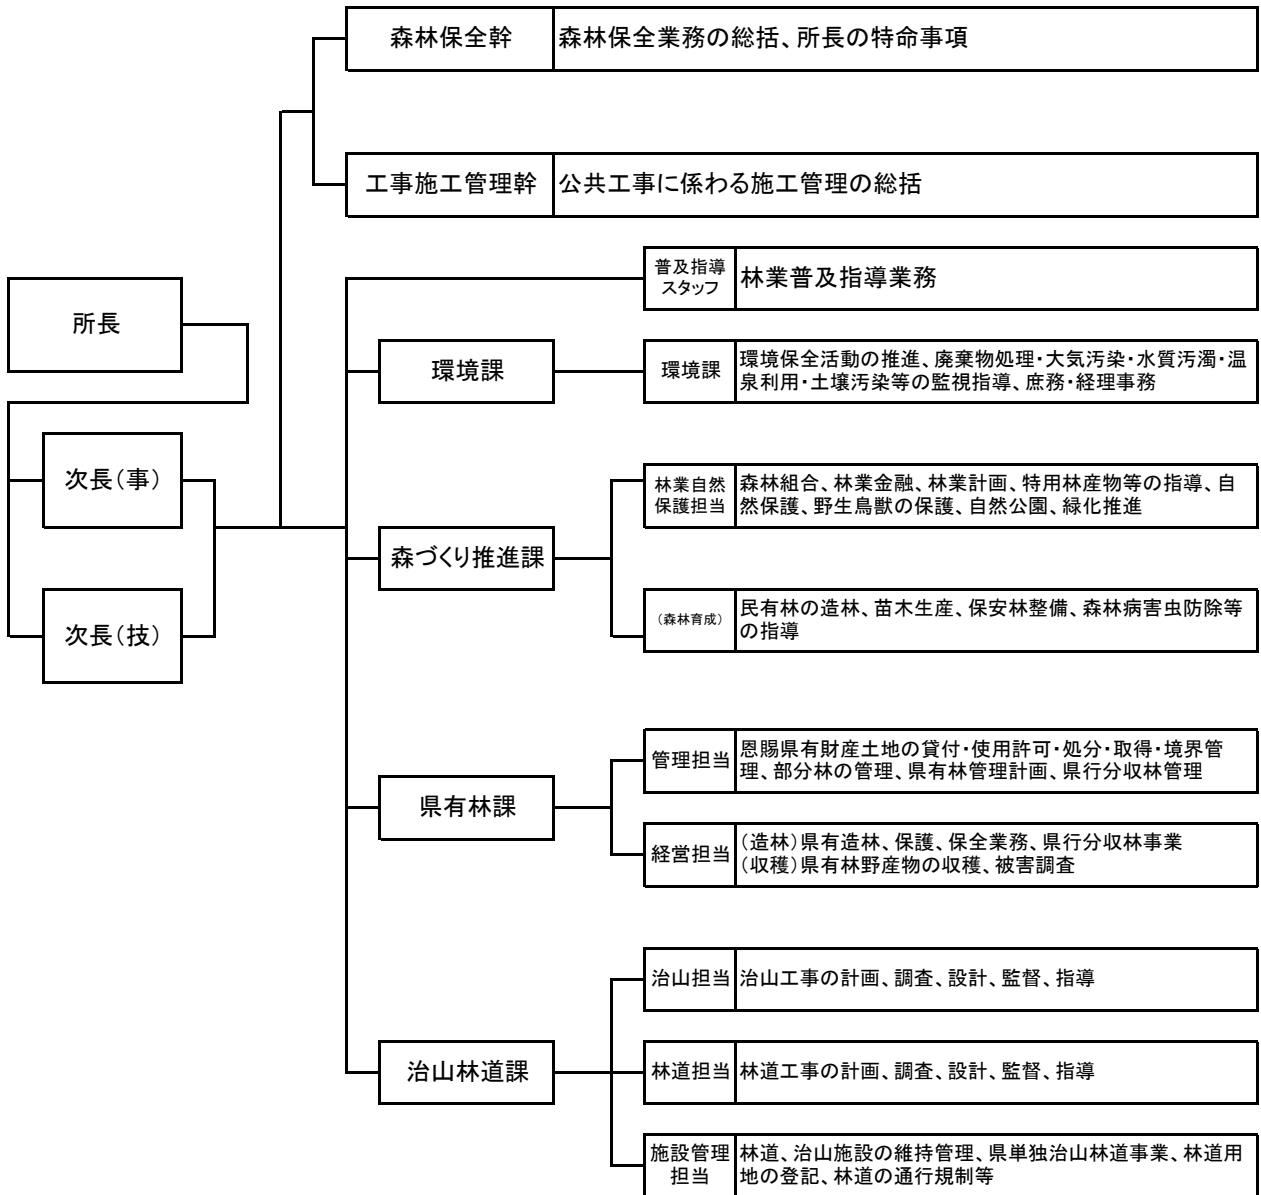 森林保全幹
森林保全業務の総括、所長の特命事項
工事施工管理幹
公共工事に係わる施工管理の総括
普及指導
スタッフ
林業普及指導業務
所長
環境課
環境課
環境保全活動の推進、廃棄物処理・大気汚染・水質汚濁・温
泉利用・土壌汚染等の監視指導、庶務・経理事務
次長（事）
次長（技）
森づくり推進課
林業自然
保護担当
森林組合、林業金融、林業計画、特用林産物等の指導、自
然保護、野生鳥獣の保護、自然公園、緑化推進
（森林育成）
民有林の造林、苗木生産、保安林整備、森林病害虫防除等
の指導
県有林課
管理担当
恩賜県有財産土地の貸付・使用許可・処分・取得・境界管
理、部分林の管理、県有林管理計画、県行分収林管理
経営担当
（造林）県有造林、保護、保全業務、県行分収林事業
（収穫）県有林野産物の収穫、被害調査
治山林道課
治山担当
治山工事の計画、調査、設計、監督、指導
林道担当
林道工事の計画、調査、設計、監督、指導
施設管理
担当
林道、治山施設の維持管理、県単独治山林道事業、林道用
地の登記、林道の通行規制等